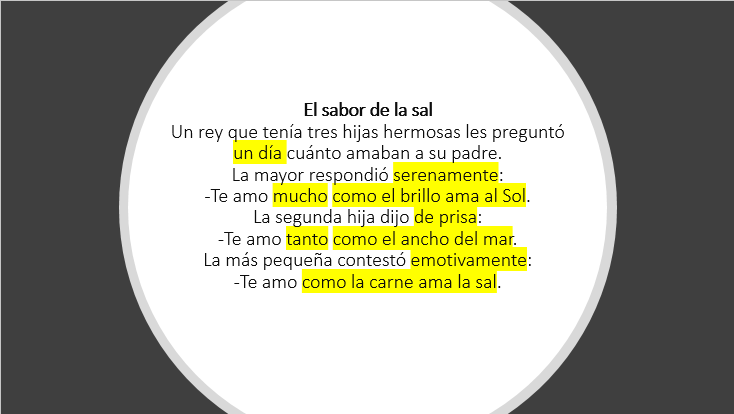 El sabor de la sal
Un rey que tenía tres hijas hermosas les preguntó
un día cuánto amaban a su padre.
La mayor respondió serenamente:
-Te amo mucho como el brillo ama al Sol.
La segunda hija dijo de prisa:
-Te amo tanto como el ancho del mar.
La más pequeña contestó emotivamente:
-Te amo como la carne ama la sal.